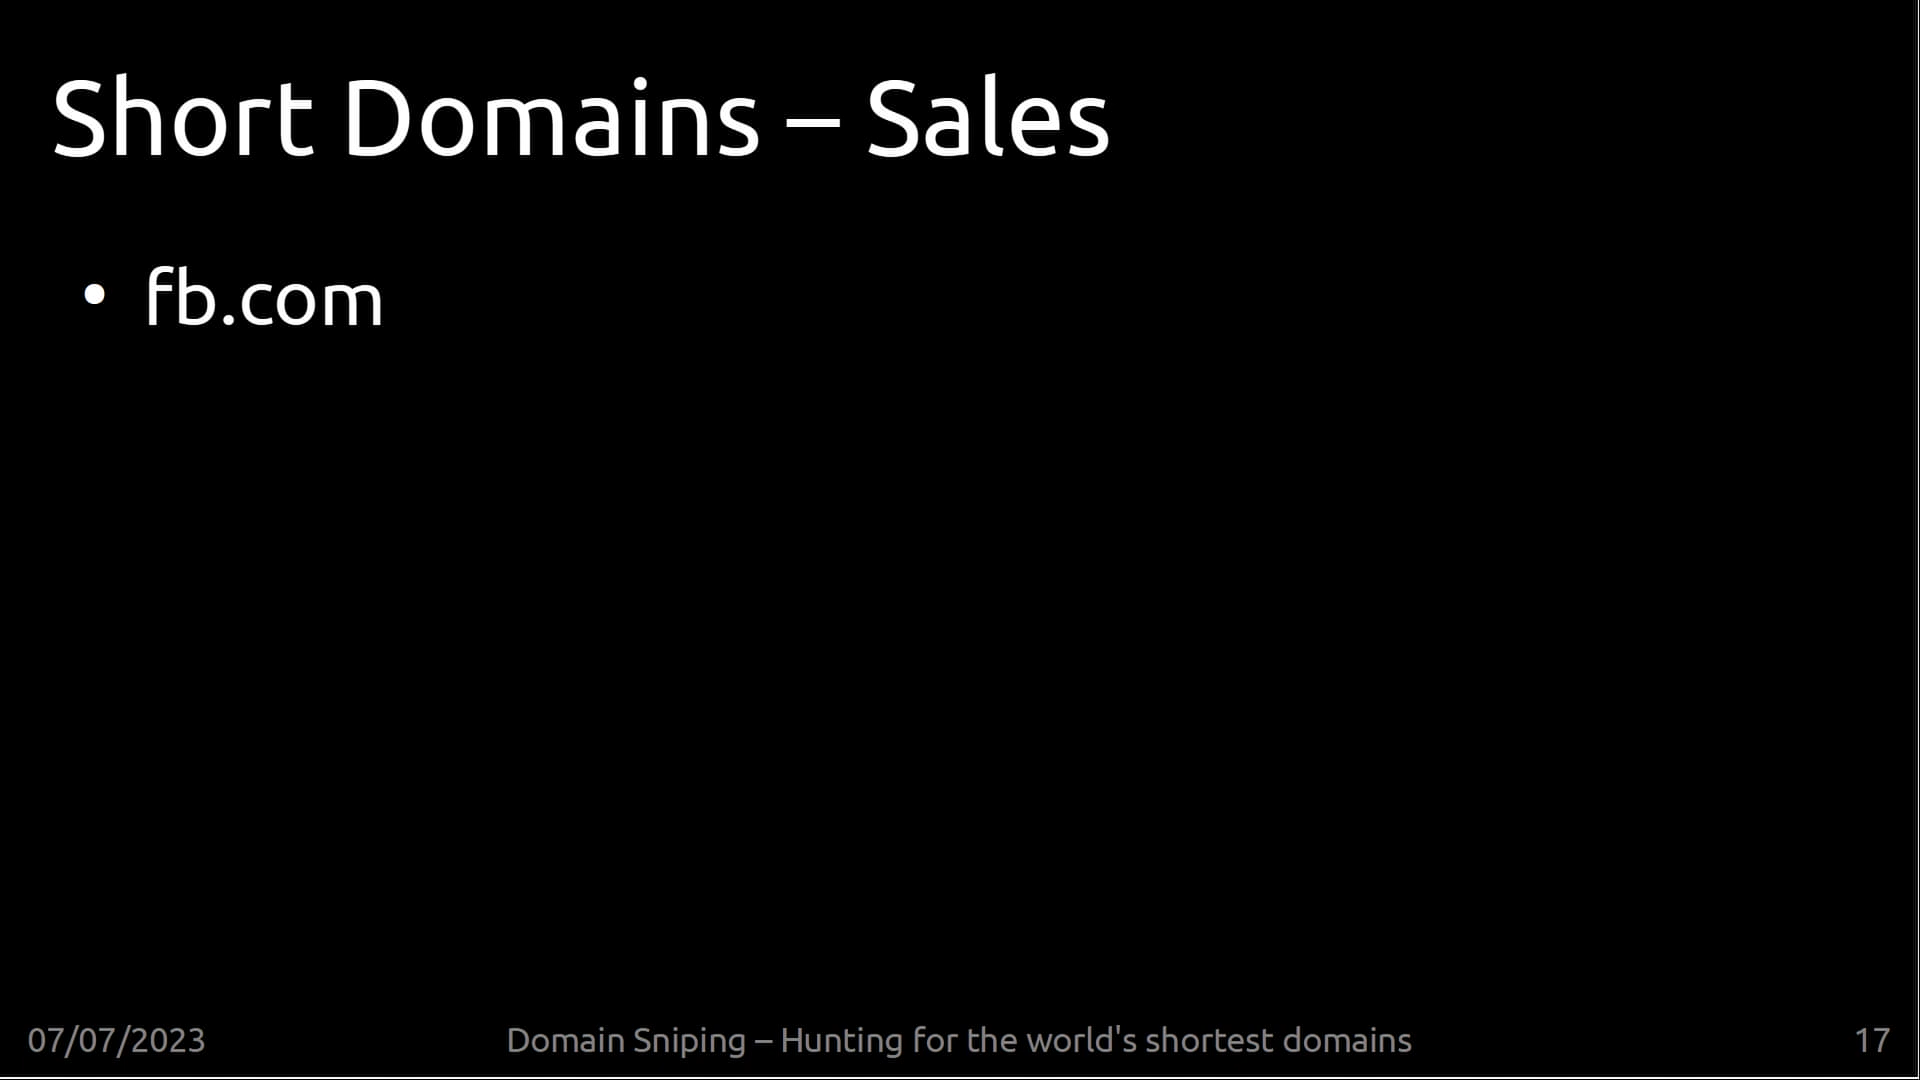 Short Domains – Sales
• fb.com
07/07/2023
Domain Sniping – Hunting for the world's shortest domains
17